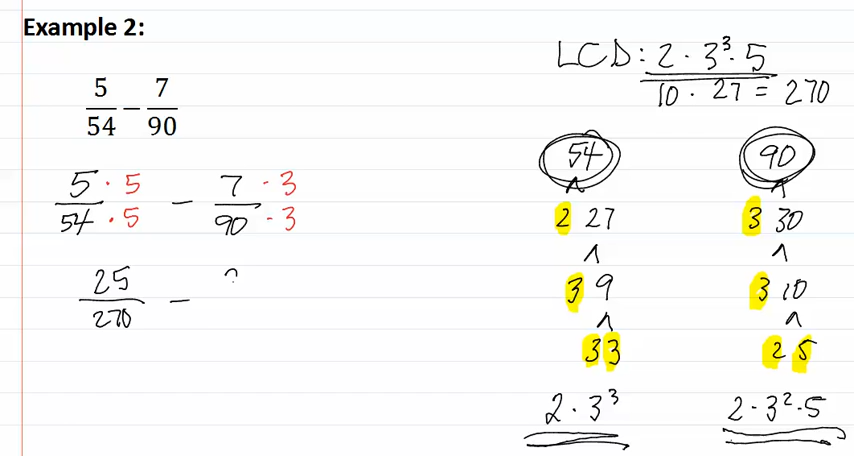 Example 2:
5/54 − 7/90
5 · 5 / 54 · 5 − 7 · 3 / 90 · 3
25/270 −
LCD: 2 · 3³ · 5
10 · 27 = 270
54 90
2 27 3 30
3 9 3 10
3 3 2 5
2 · 3³ 2 · 3² · 5